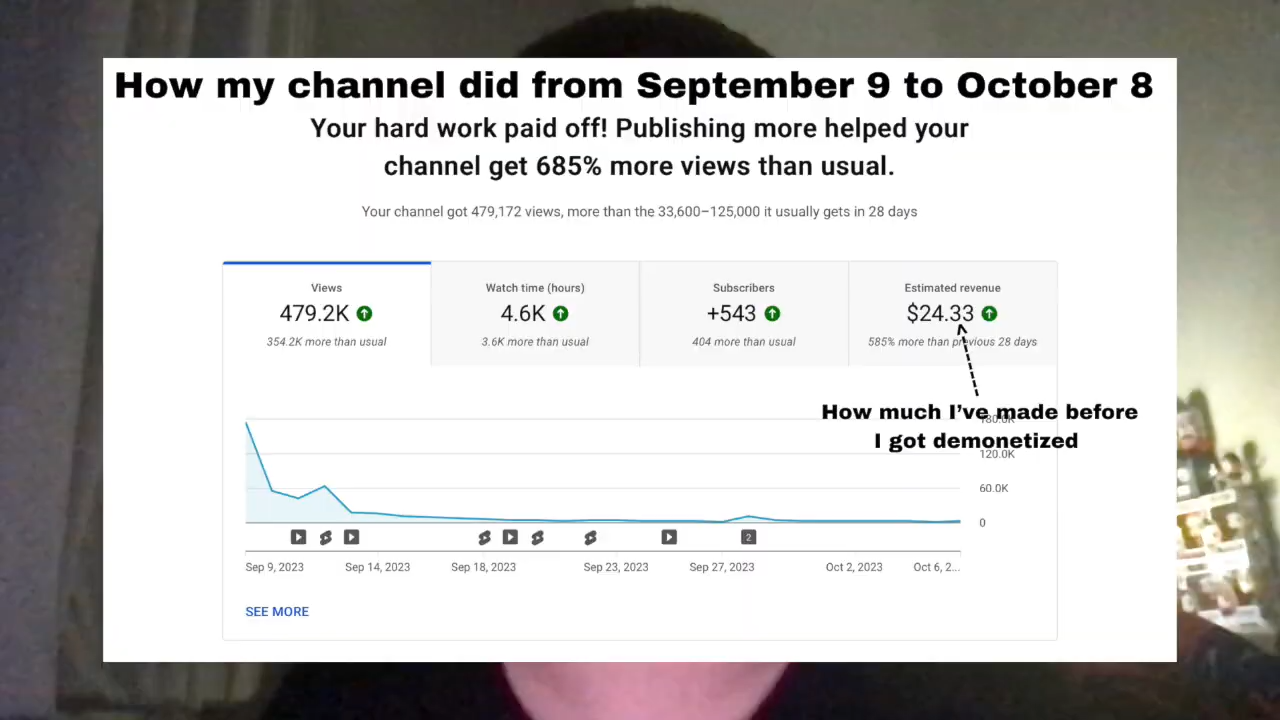 How my channel did from September 9 to October 8
Your hard work paid off! Publishing more helped your
channel get 685% more views than usual.
Your channel got 479,172 views, more than the 33,600–125,000 it usually gets in 28 days
Views
479.2K
354.2K more than usual
Watch time (hours)
4.6K
3.6K more than usual
Subscribers
+543
404 more than usual
Estimated revenue
$24.33
585% more than previous 28 days
How much I've made before
I got demonetized
180.0K
120.0K
60.0K
0
2
Sep 9, 2023 Sep 14, 2023 Sep 18, 2023 Sep 23, 2023 Sep 27, 2023 Oct 2, 2023 Oct 6, 2...
SEE MORE